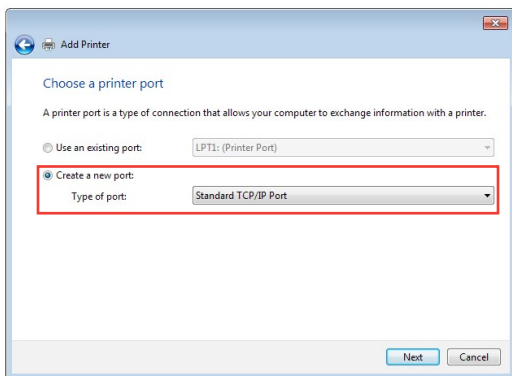 Add Printer
Choose a printer port
A printer port is a type of connection that allows your computer to exchange information with a printer.
Use an existing port: LPT1: (Printer Port)
Create a new port:
Type of port: Standard TCP/IP Port
Next Cancel